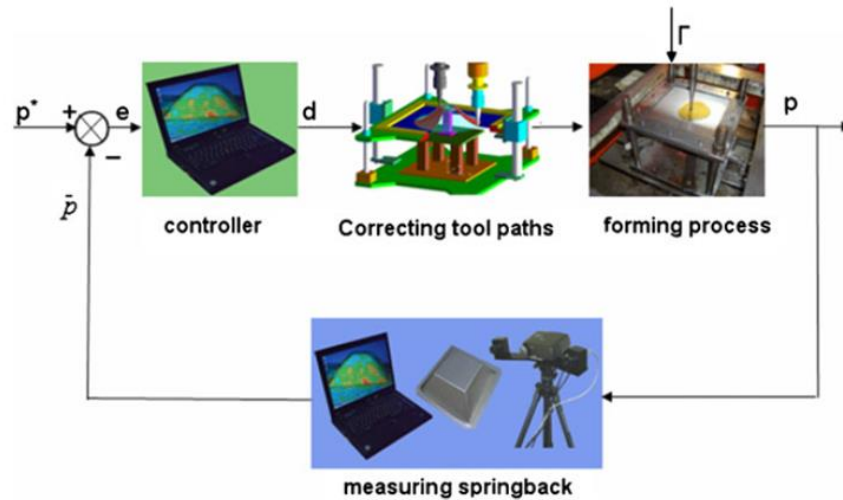 Γ
p* + e d p
−
p̄
controller Correcting tool paths forming process
measuring springback